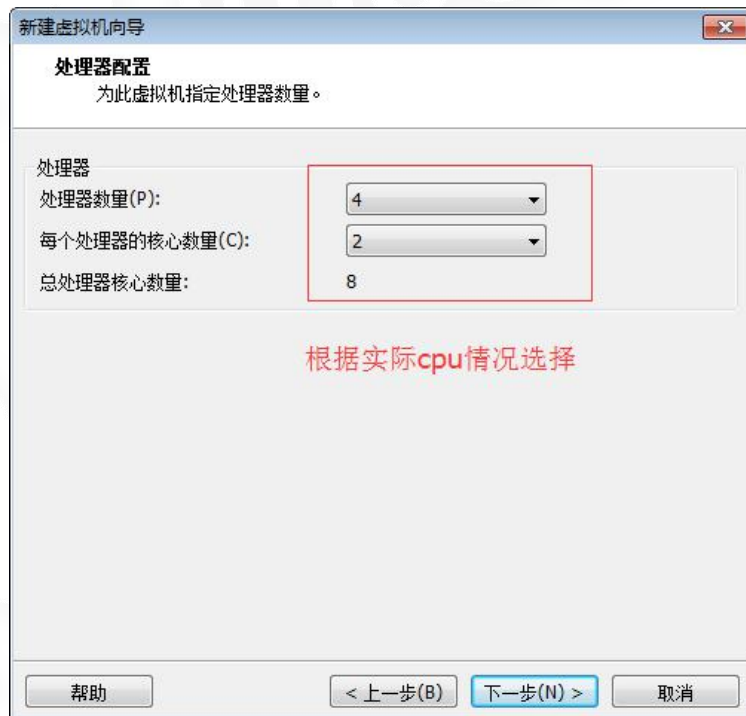 新建虚拟机向导
处理器配置
为此虚拟机指定处理器数量。
处理器
处理器数量(P):
4
每个处理器的核心数量(C):
2
总处理器核心数量:
8
根据实际cpu情况选择
帮助
< 上一步(B)
下一步(N) >
取消